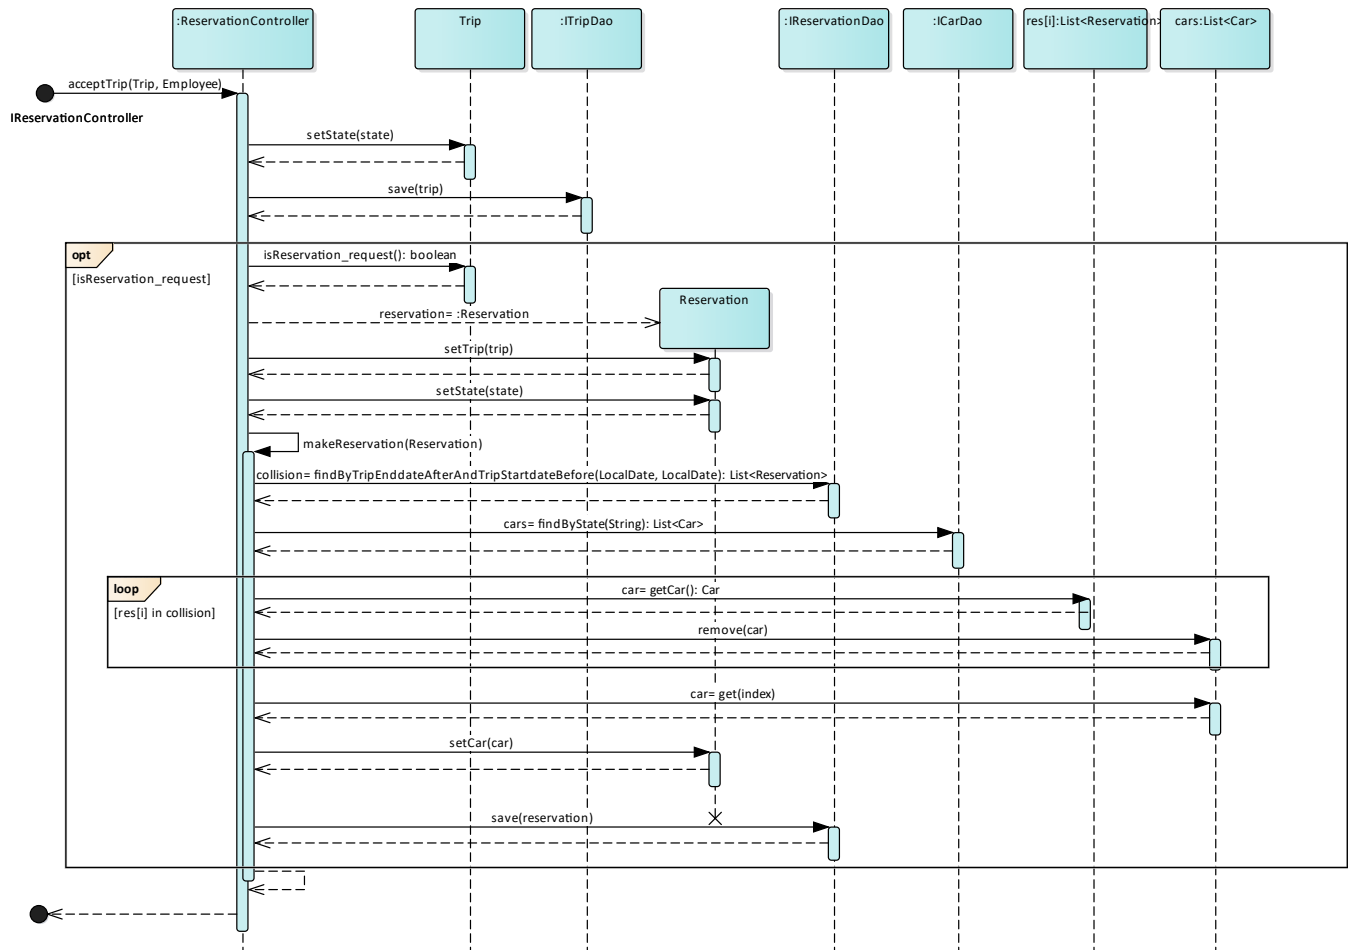 :ReservationController
Trip
:ITripDao
:IReservationDao
:ICarDao
res[i]:List<Reservation>
cars:List<Car>
acceptTrip(Trip, Employee)
IReservationController
setState(state)
save(trip)
opt
isReservation_request(): boolean
[isReservation_request]
Reservation
reservation= :Reservation
setTrip(trip)
setState(state)
makeReservation(Reservation)
collision= findByTripEnddateAfterAndTripStartdateBefore(LocalDate, LocalDate): List<Reservation>
cars= findByState(String): List<Car>
loop
car= getCar(): Car
[res[i] in collision]
remove(car)
car= get(index)
setCar(car)
save(reservation)